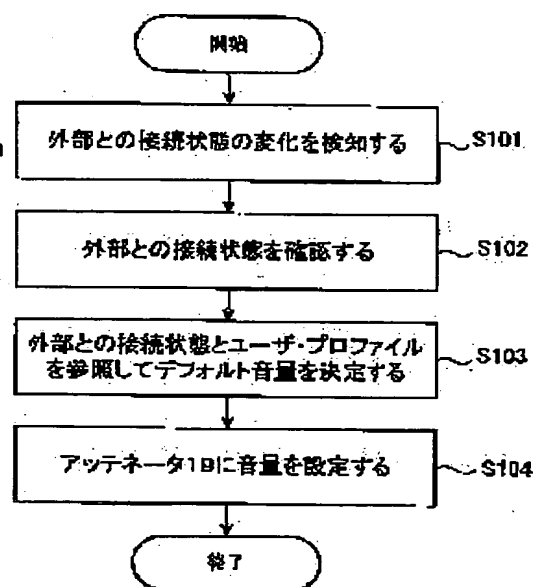 開始
外部との接続状態の変化を検知する
S101
外部との接続状態を確認する
S102
外部との接続状態とユーザ・プロファイル
を参照してデフォルト音量を決定する
S103
アッテネータ19に音量を設定する
S104
終了